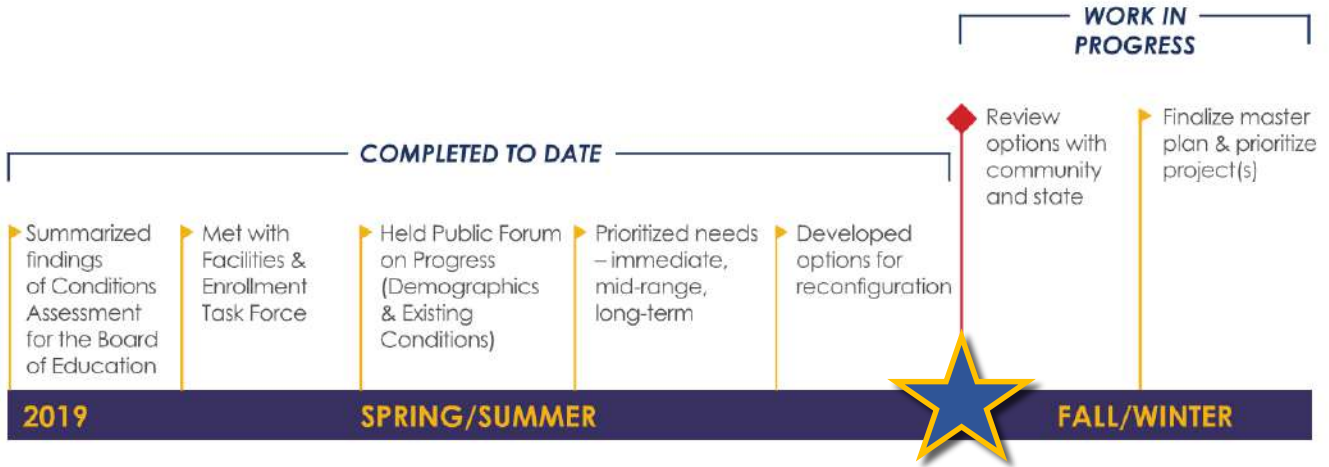 WORK IN
PROGRESS
COMPLETED TO DATE
Summarized
findings
of Conditions
Assessment
for the Board
of Education
Met with
Facilities &
Enrollment
Task Force
Held Public Forum
on Progress
(Demographics
& Existing
Conditions)
Prioritized needs
– immediate,
mid-range,
long-term
Developed
options for
reconfiguration
Review
options with
community
and state
Finalize master
plan & prioritize
project(s)
2019
SPRING/SUMMER
FALL/WINTER